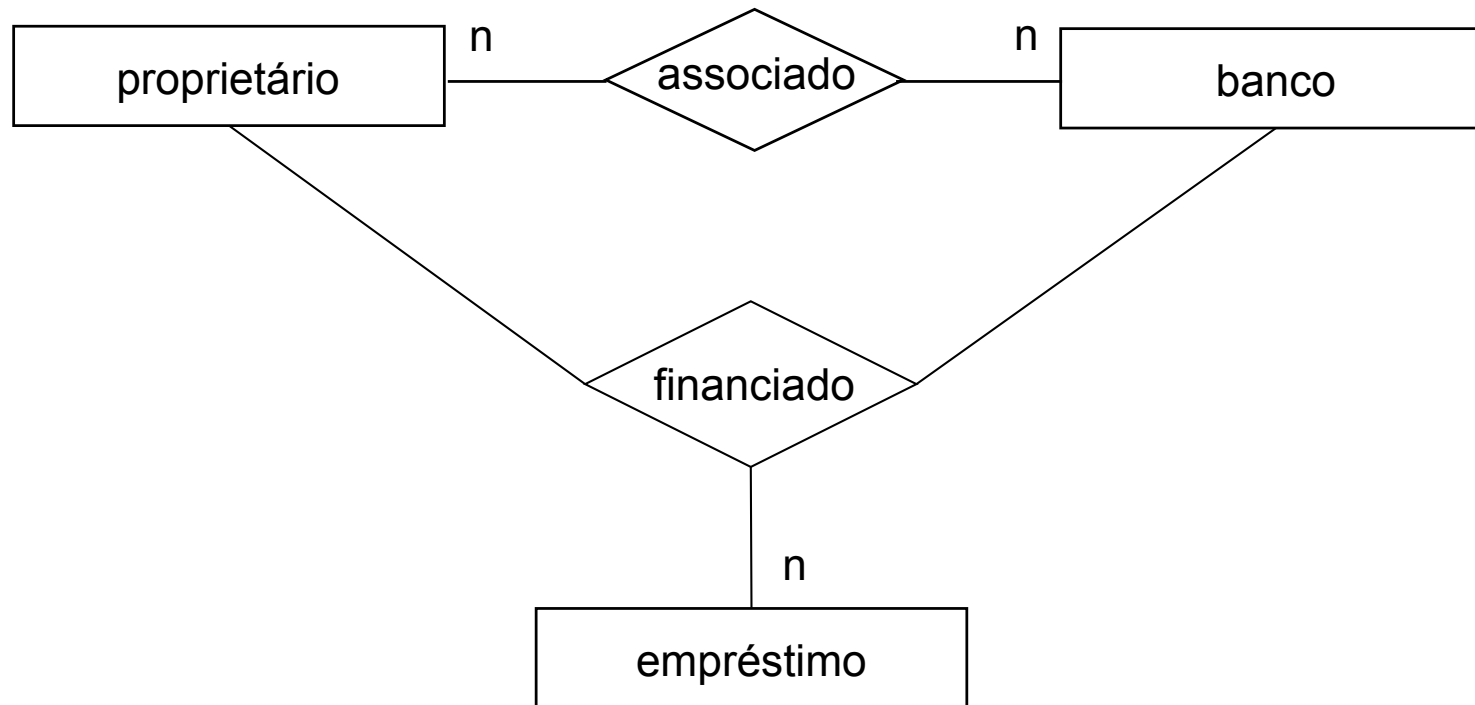 n
n
proprietário
associado
banco
financiado
n
empréstimo